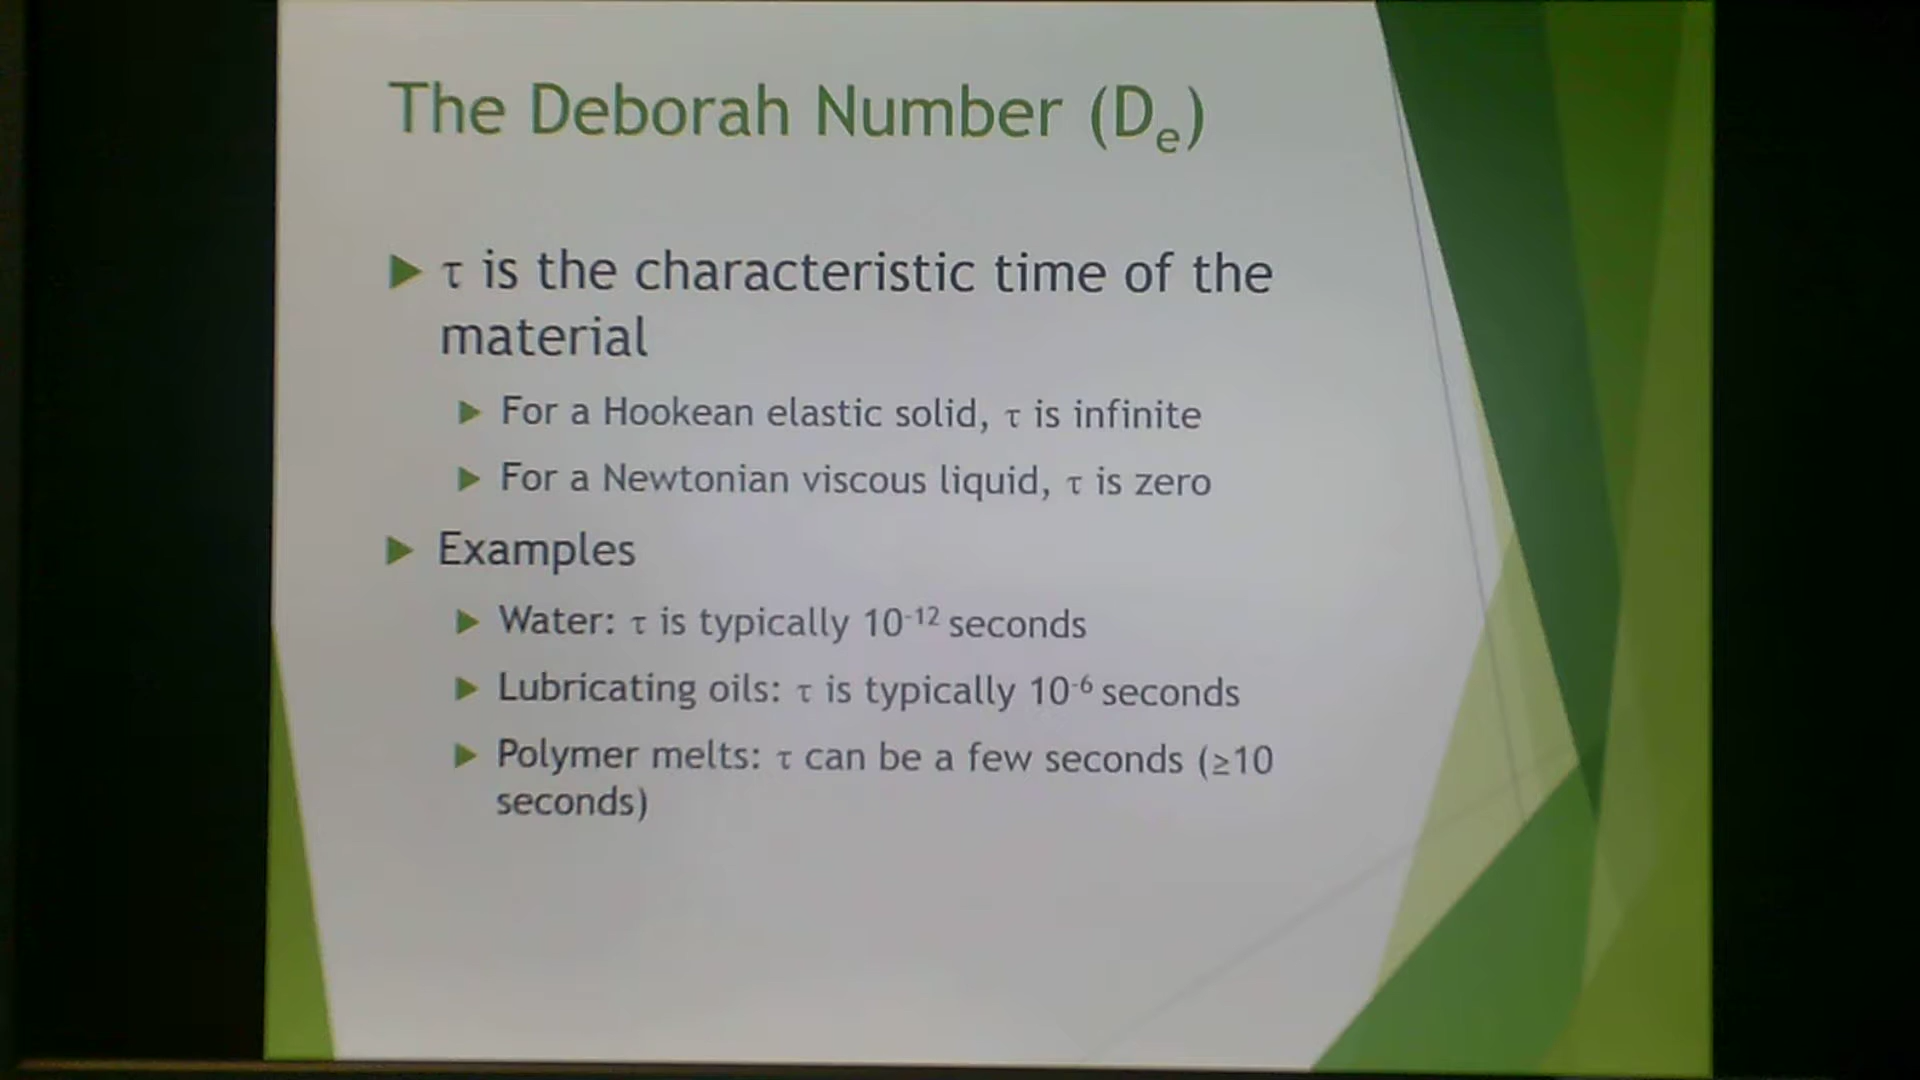 The Deborah Number (De)
τ is the characteristic time of the
material
For a Hookean elastic solid, τ is infinite
For a Newtonian viscous liquid, τ is zero
Examples
Water: τ is typically 10-12 seconds
Lubricating oils: τ is typically 10-6 seconds
Polymer melts: τ can be a few seconds (≥10
seconds)